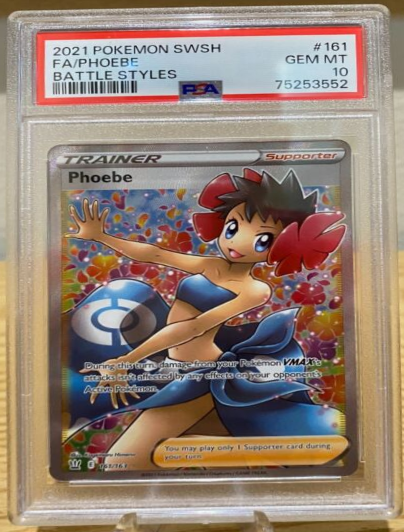 2021 POKEMON SWSH #161
FA/PHOEBE GEM MT
BATTLE STYLES 10
PSA 75253552
TRAINER Supporter
Phoebe
During this turn, damage from your Pokémon VMAX's
attacks isn't affected by any effects on your opponent's
Active Pokémon.
You may play only 1 Supporter card during
your turn.
161/163